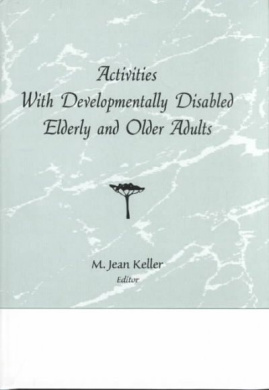 Activities
With Developmentally Disabled
Elderly and Older Adults
M. Jean Keller
Editor